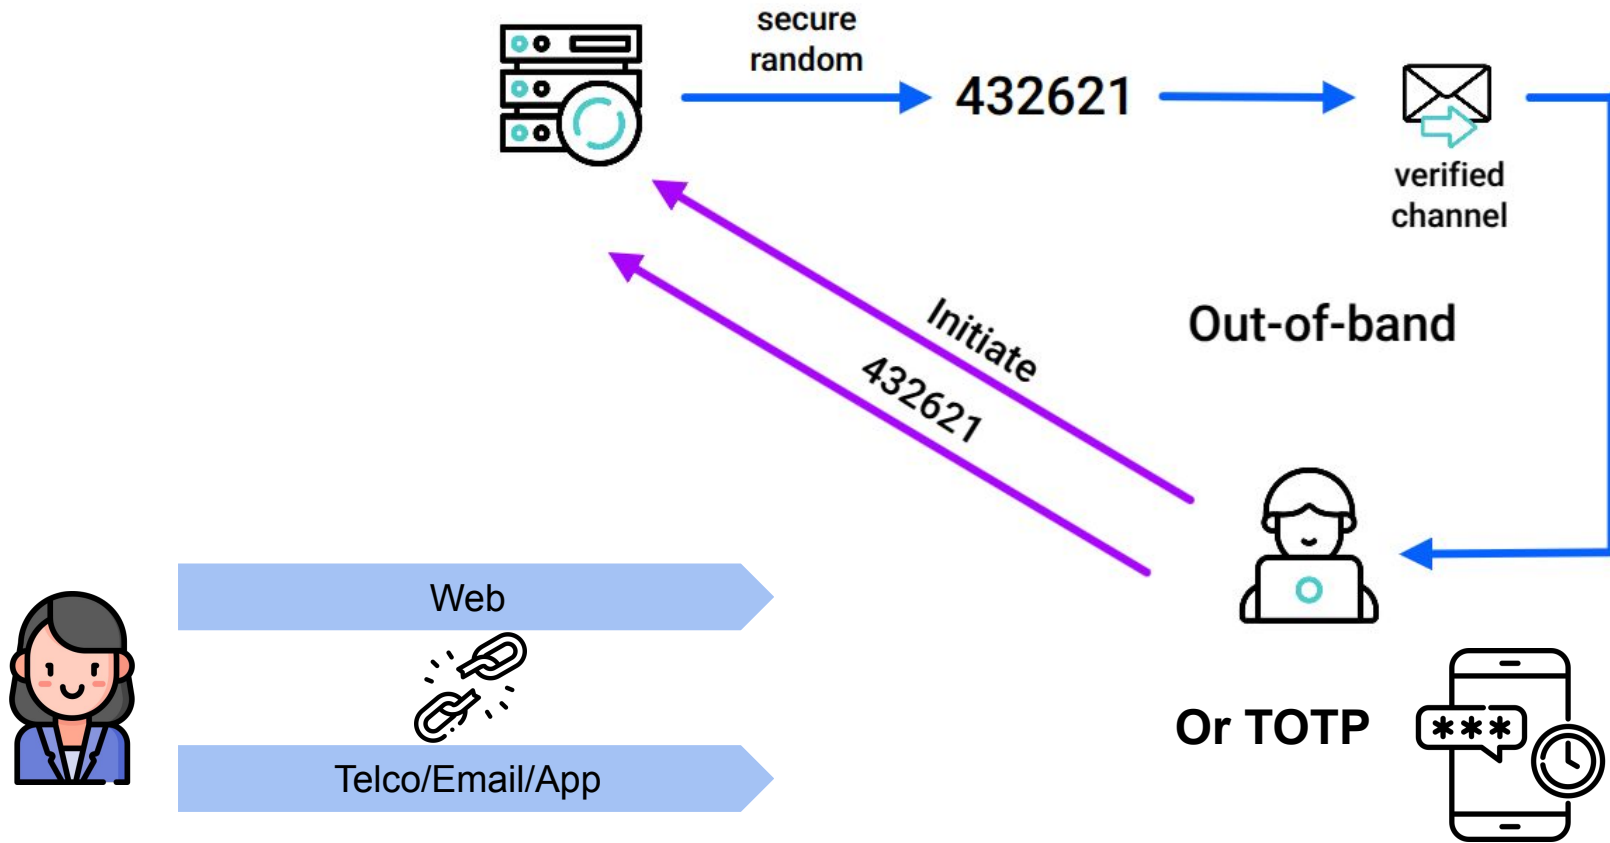 secure
random
432621
verified
channel
Initiate
432621
Out-of-band
Web
Telco/Email/App
Or TOTP
***